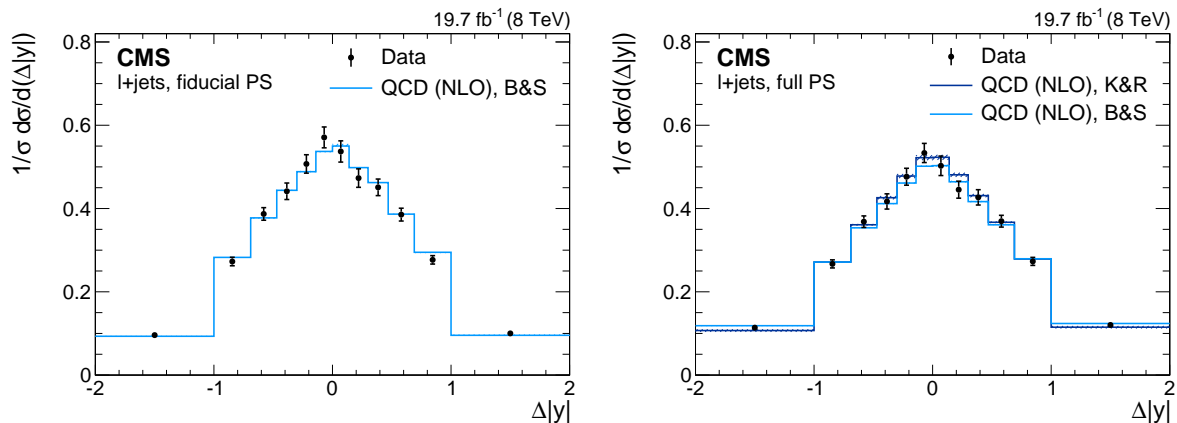 19.7 fb⁻¹ (8 TeV)
1/σ dσ/d(Δ|y|)
0.8
0.6
0.4
0.2
0
CMS
l+jets, fiducial PS
Data
QCD (NLO), B&S
-2 -1 0 1 2
Δ|y|
19.7 fb⁻¹ (8 TeV)
1/σ dσ/d(Δ|y|)
0.8
0.6
0.4
0.2
0
CMS
l+jets, full PS
Data
QCD (NLO), K&R
QCD (NLO), B&S
-2 -1 0 1 2
Δ|y|